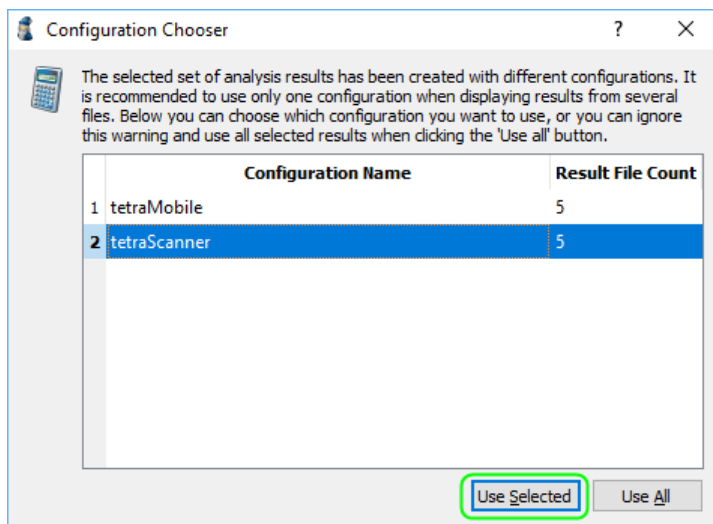 Configuration Chooser ? ×
The selected set of analysis results has been created with different configurations. It
is recommended to use only one configuration when displaying results from several
files. Below you can choose which configuration you want to use, or you can ignore
this warning and use all selected results when clicking the 'Use all' button.
Configuration Name Result File Count
1 tetraMobile 5
2 tetraScanner 5
Use Selected Use All